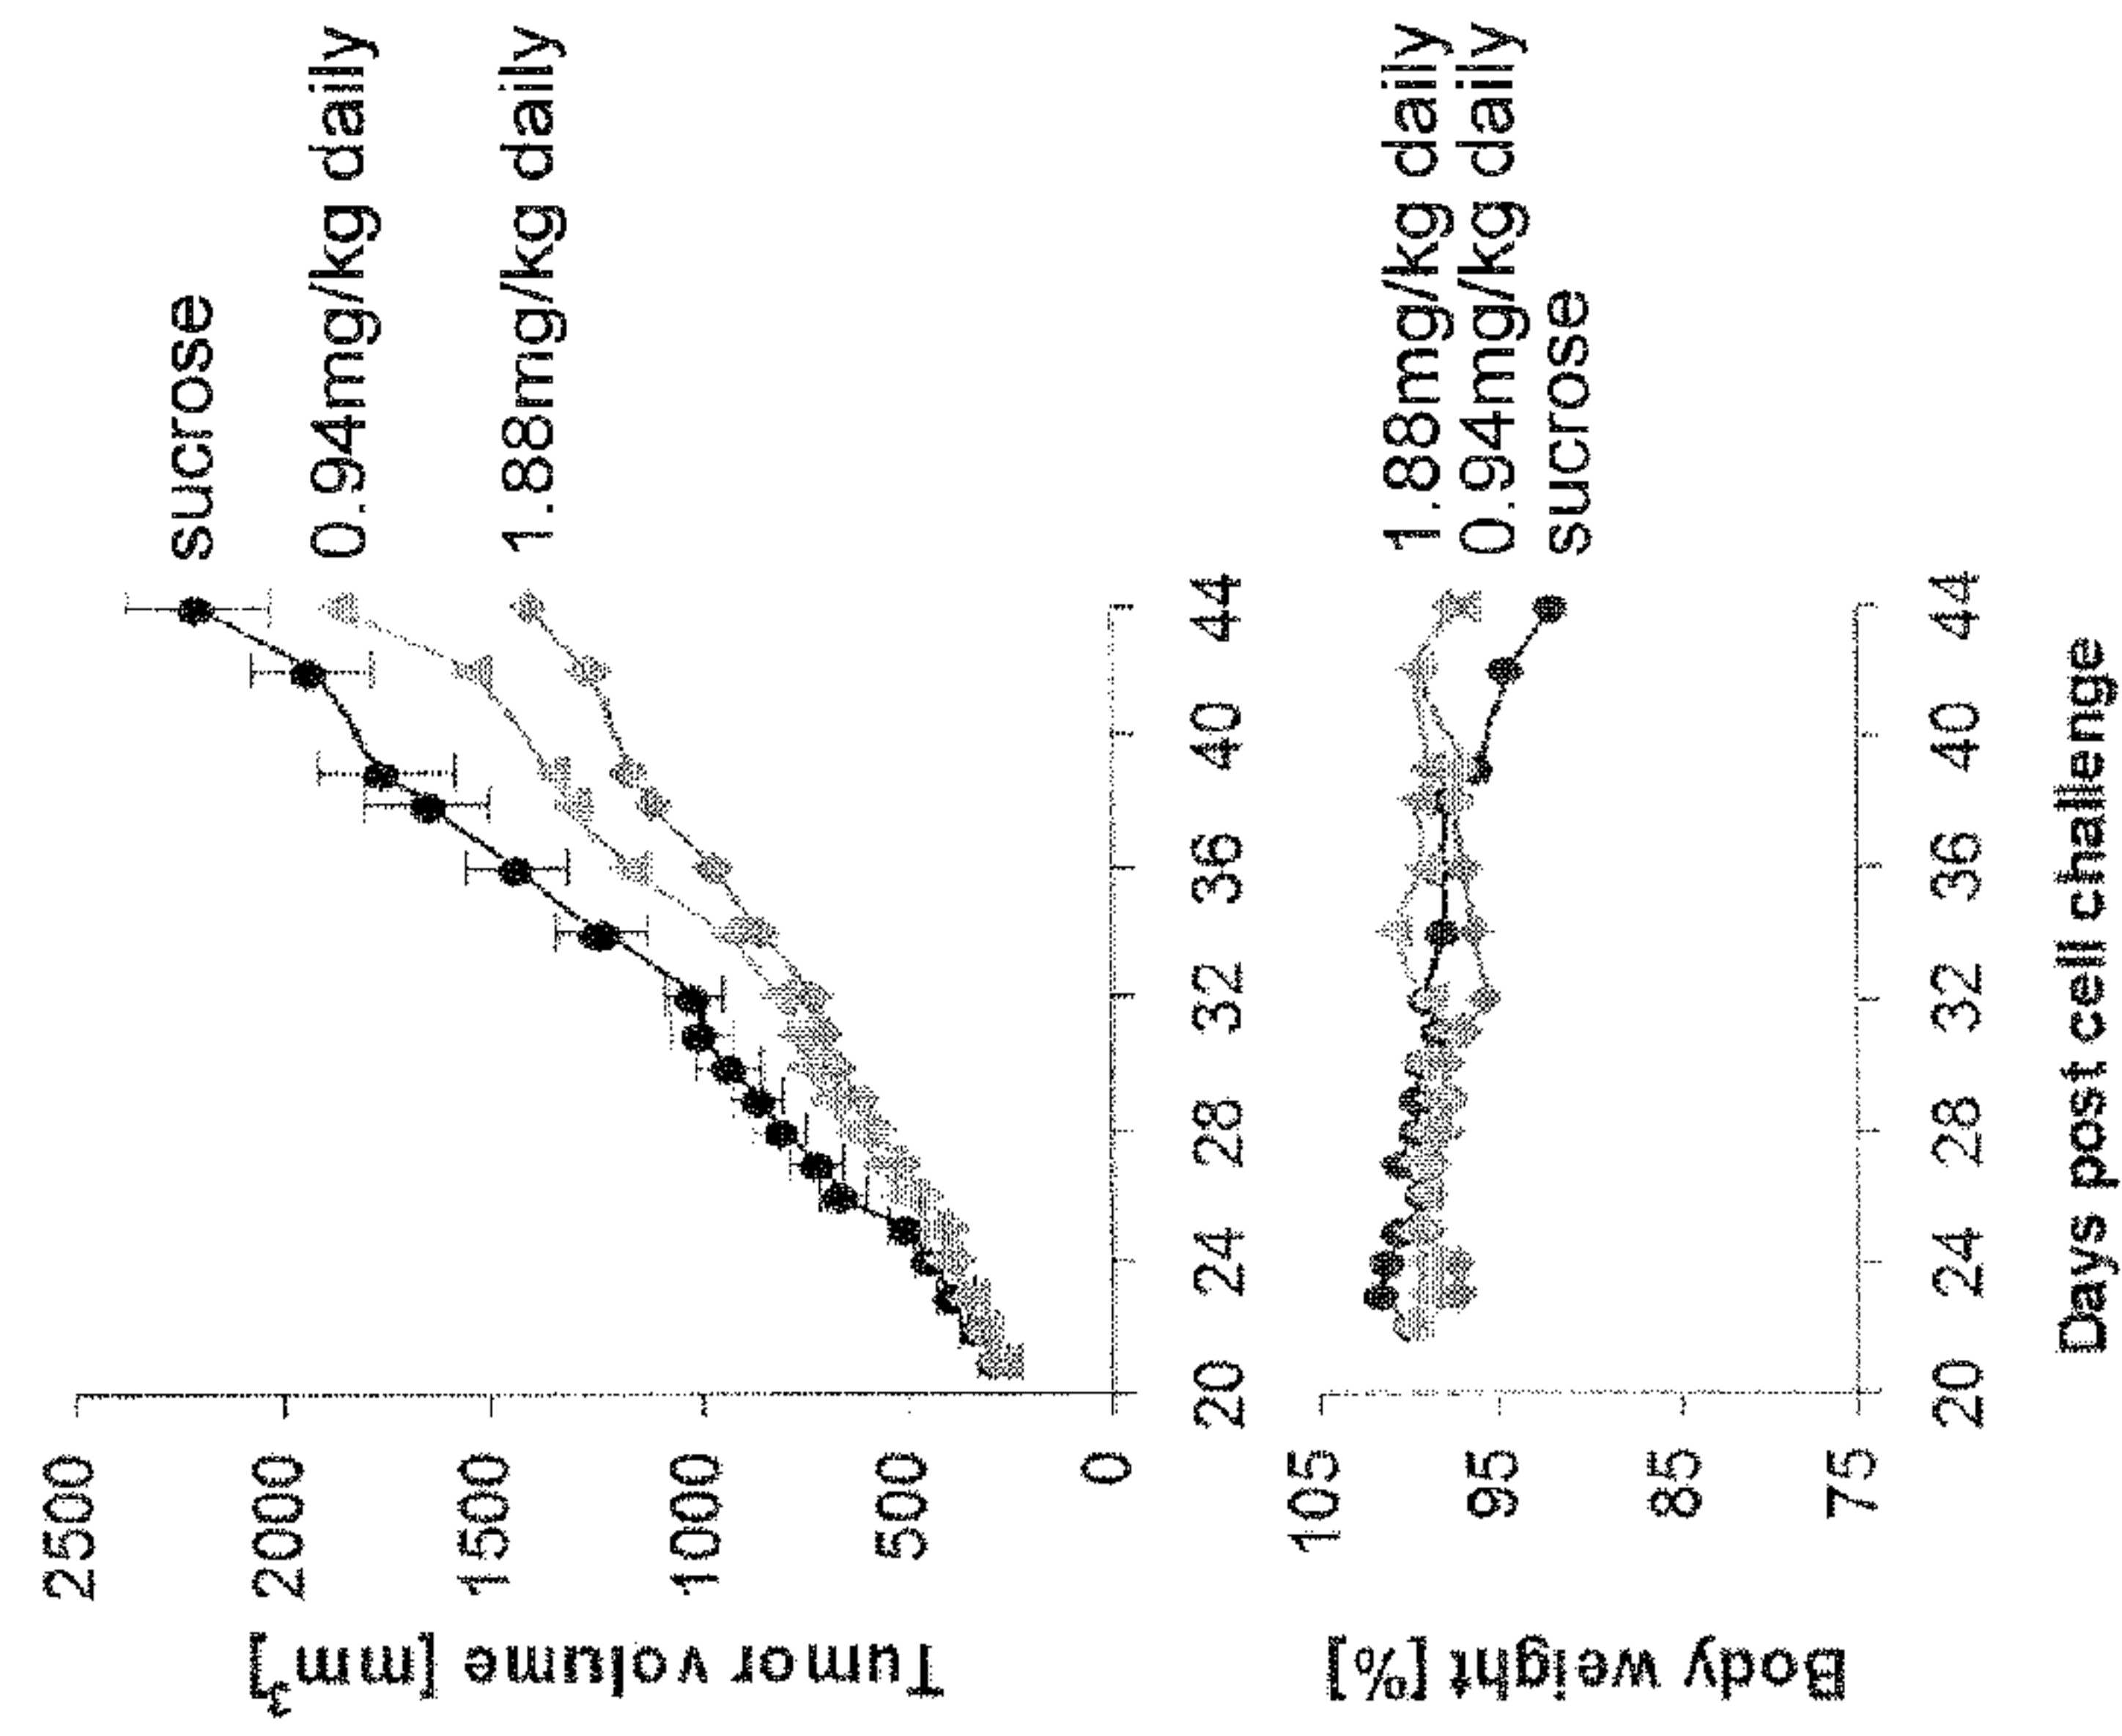 Tumor volume [mm³]
2500
2000
1500
1000
500
0
sucrose
0.94mg/kg daily
1.88mg/kg daily
20 24 28 32 36 40 44
Body weight [%]
105
95
85
75
1.88mg/kg daily
0.94mg/kg daily
sucrose
20 24 28 32 36 40 44
Days post cell challenge